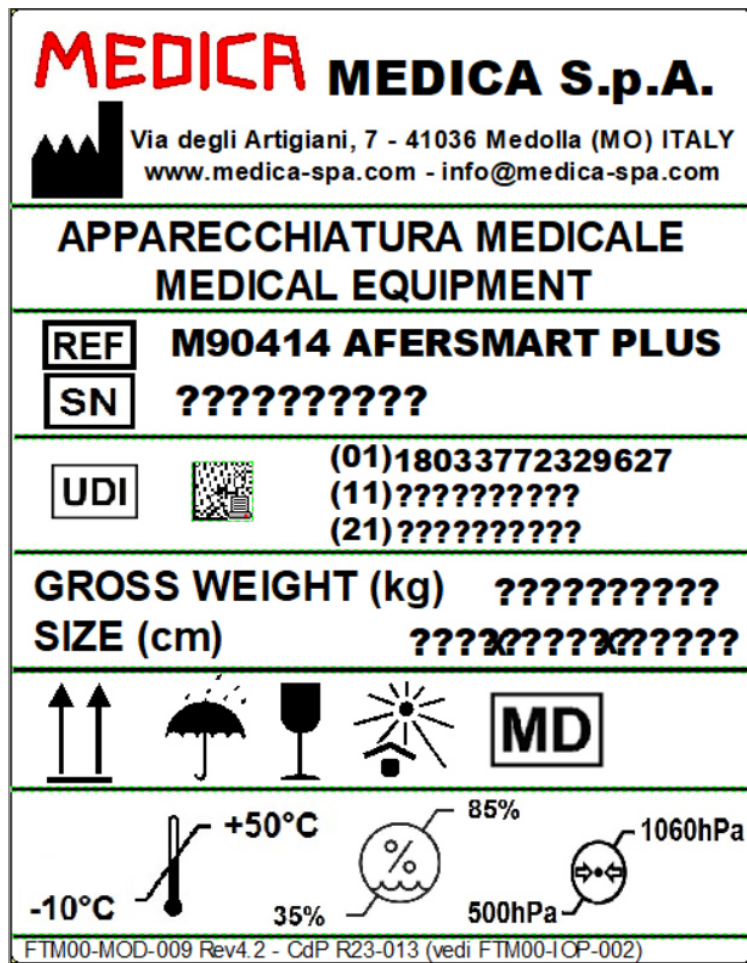 MEDICA MEDICA S.p.A.
Via degli Artigiani, 7 - 41036 Medolla (MO) ITALY
www.medica-spa.com - info@medica-spa.com
APPARECCHIATURA MEDICALE
MEDICAL EQUIPMENT
REF M90414 AFERSMART PLUS
SN ??????????
UDI
(01)18033772329627
(11)??????????
(21)??????????
GROSS WEIGHT (kg) ??????????
SIZE (cm)
MD
+50°C
-10°C
85%
%
35%
1060hPa
500hPa
FTM00-MOD-009 Rev4.2 - CdP R23-013 (vedi FTM00-IOP-002)